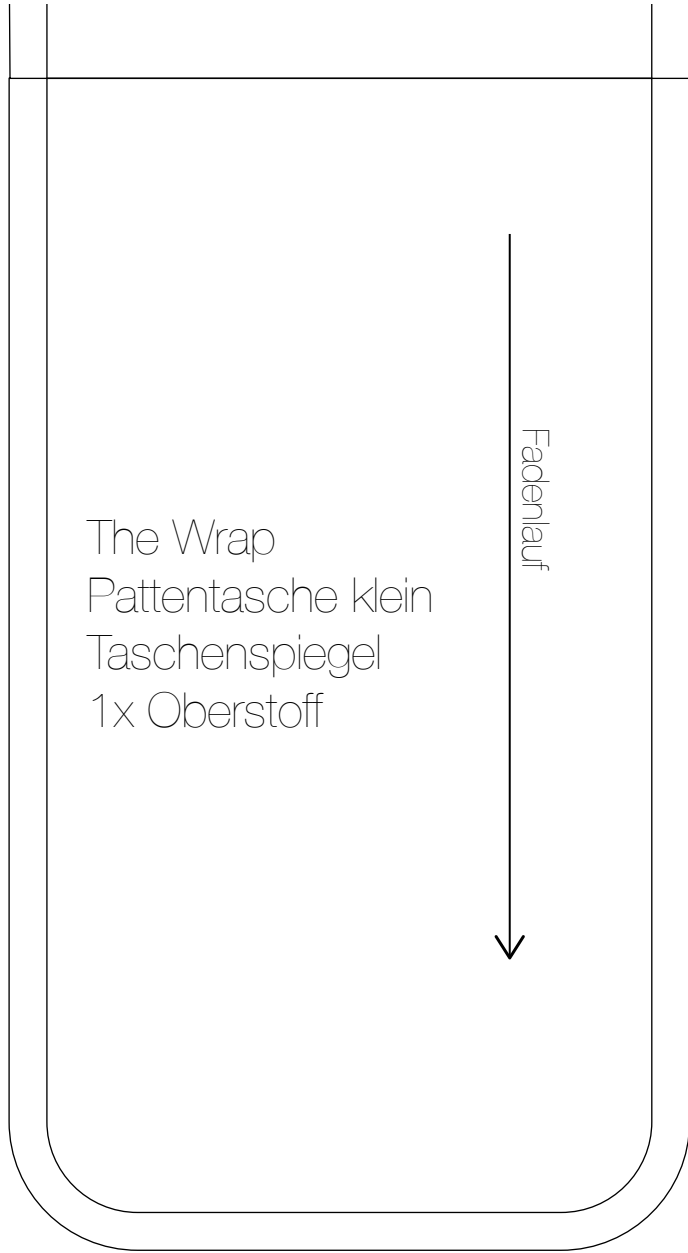 The Wrap
Pattentasche klein
Taschenspiegel
1x Oberstoff
Fadenlauf